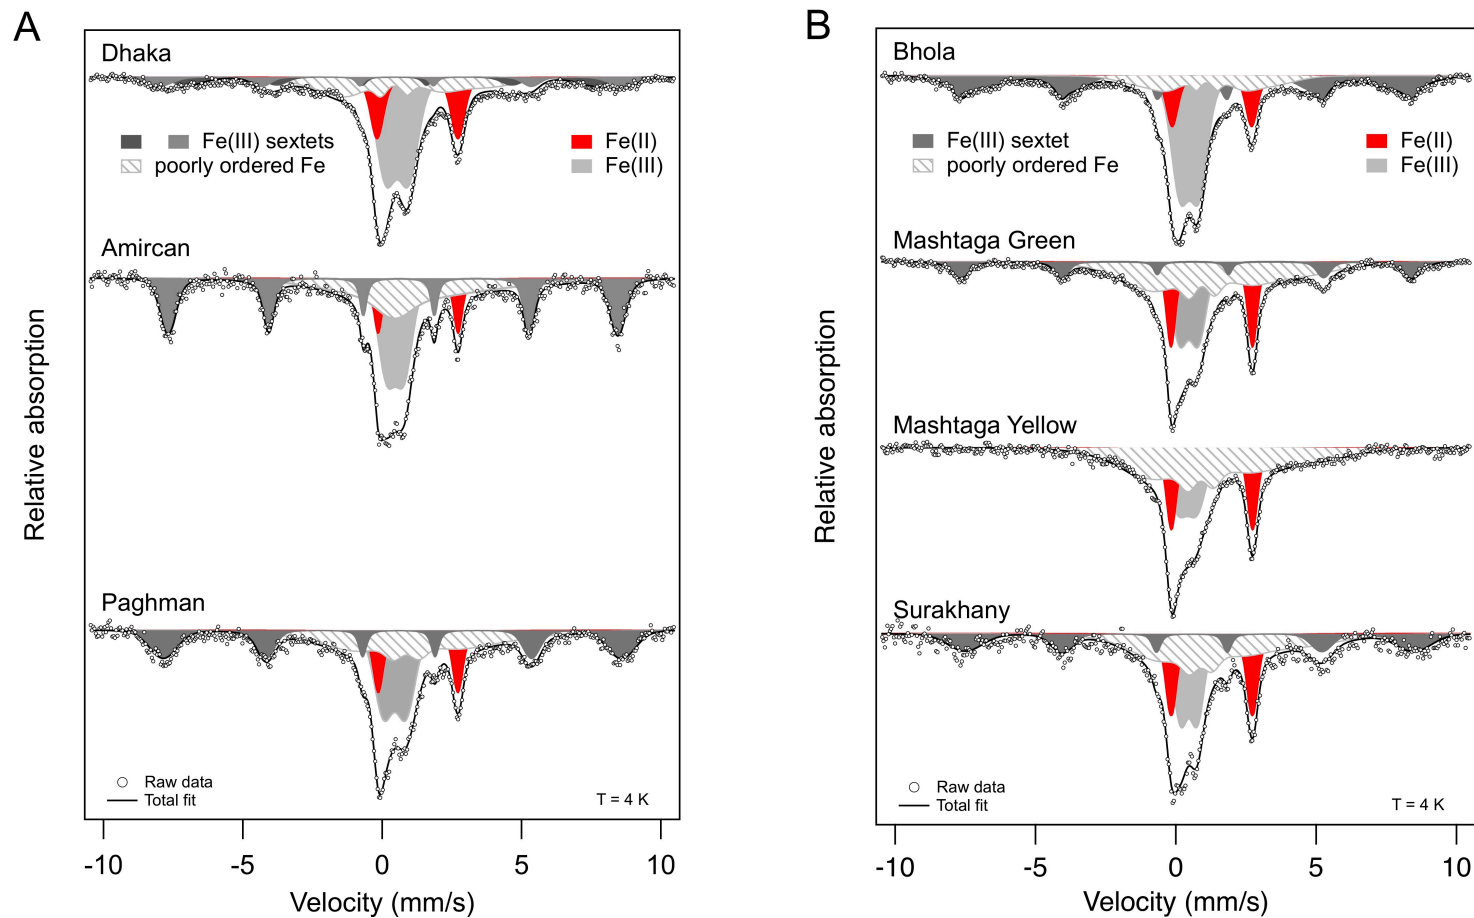 A
Dhaka
Fe(III) sextets
Fe(II)
poorly ordered Fe
Fe(III)
Amircan
Paghman
Raw data
Total fit
T = 4 K
Relative absorption
-10 -5 0 5 10
Velocity (mm/s)
B
Bhola
Fe(III) sextet
Fe(II)
poorly ordered Fe
Fe(III)
Mashtaga Green
Mashtaga Yellow
Surakhany
Raw data
Total fit
T = 4 K
Relative absorption
-10 -5 0 5 10
Velocity (mm/s)